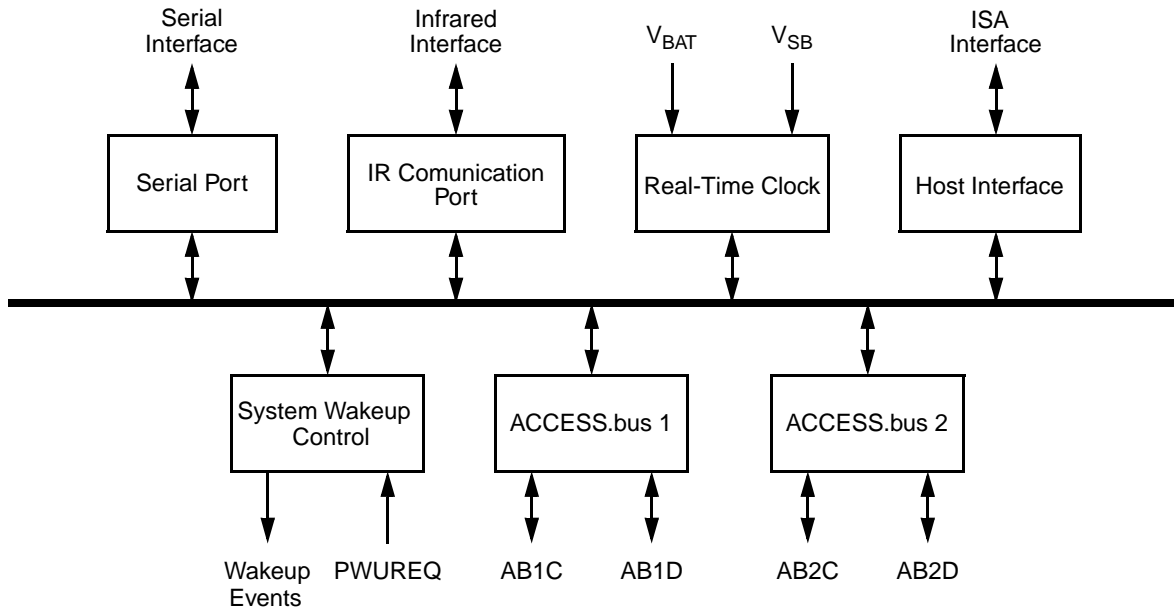 Serial
Interface
Infrared
Interface
VBAT
VSB
ISA
Interface
Serial Port
IR Comunication
Port
Real-Time Clock
Host Interface
System Wakeup
Control
ACCESS.bus 1
ACCESS.bus 2
Wakeup
Events
PWUREQ
AB1C
AB1D
AB2C
AB2D